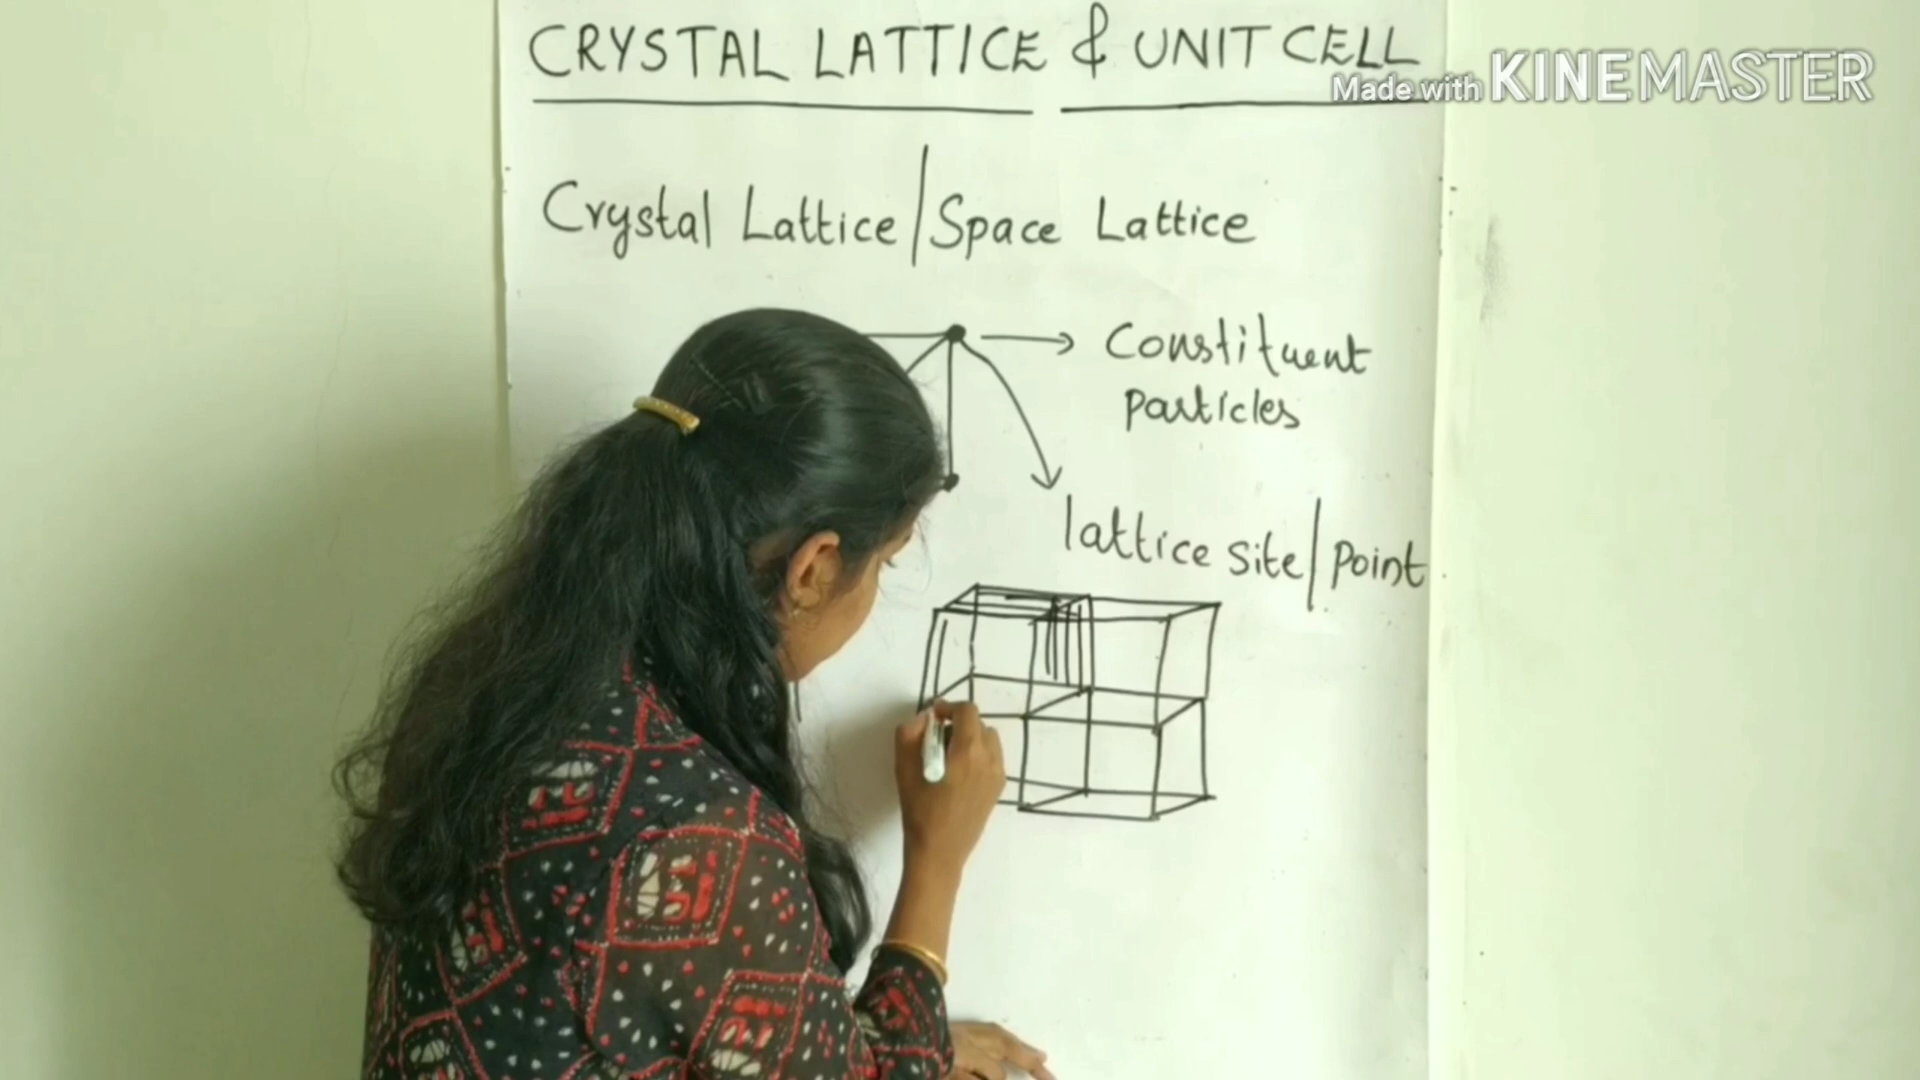 CRYSTAL LATTICE & UNIT CELL
Made with KINEMASTER
Crystal Lattice/Space Lattice
Constituent
particles
lattice site/point